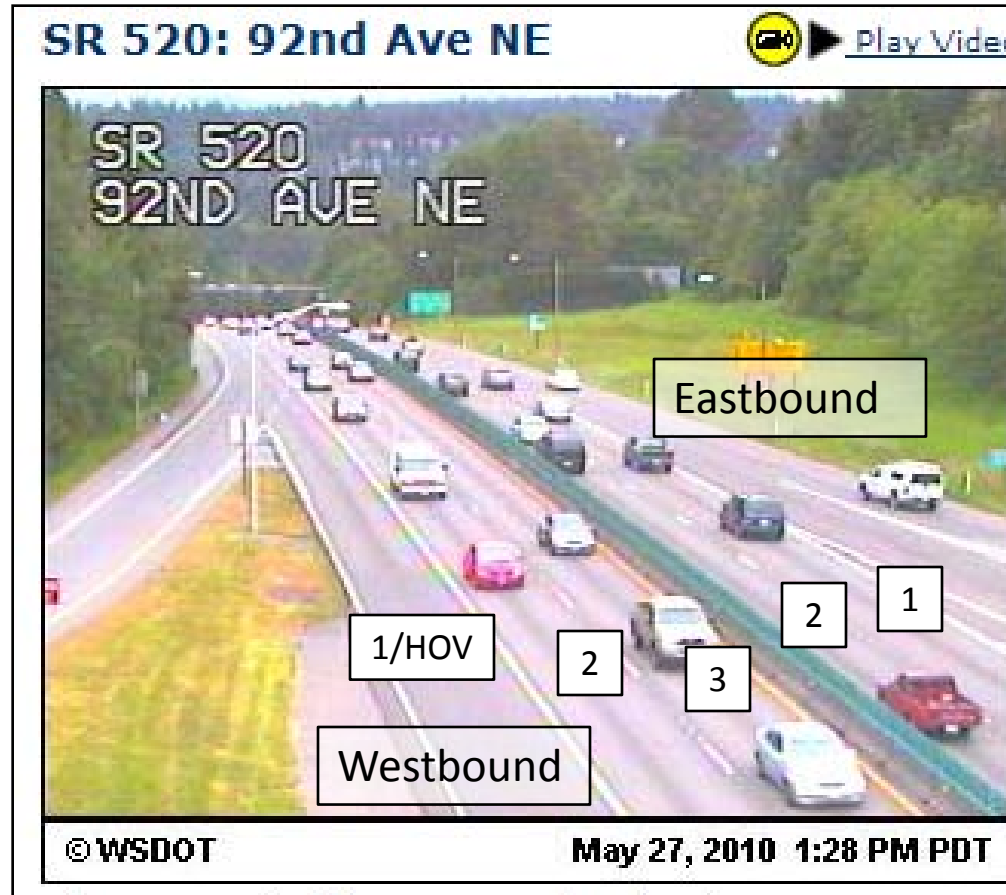 SR 520: 92nd Ave NE
Play Vide
SR 520
92ND AVE NE
Eastbound
1
2
1/HOV
2
3
Westbound
© WSDOT
May 27, 2010 1:28 PM PDT